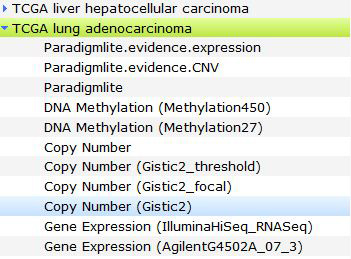 TCGA liver hepatocellular carcinoma
TCGA lung adenocarcinoma
Paradigmlite.evidence.expression
Paradigmlite.evidence.CNV
Paradigmlite
DNA Methylation (Methylation450)
DNA Methylation (Methylation27)
Copy Number
Copy Number (Gistic2_threshold)
Copy Number (Gistic2_focal)
Copy Number (Gistic2)
Gene Expression (IlluminaHiSeq_RNASeq)
Gene Expression (AgilentG4502A_07_3)